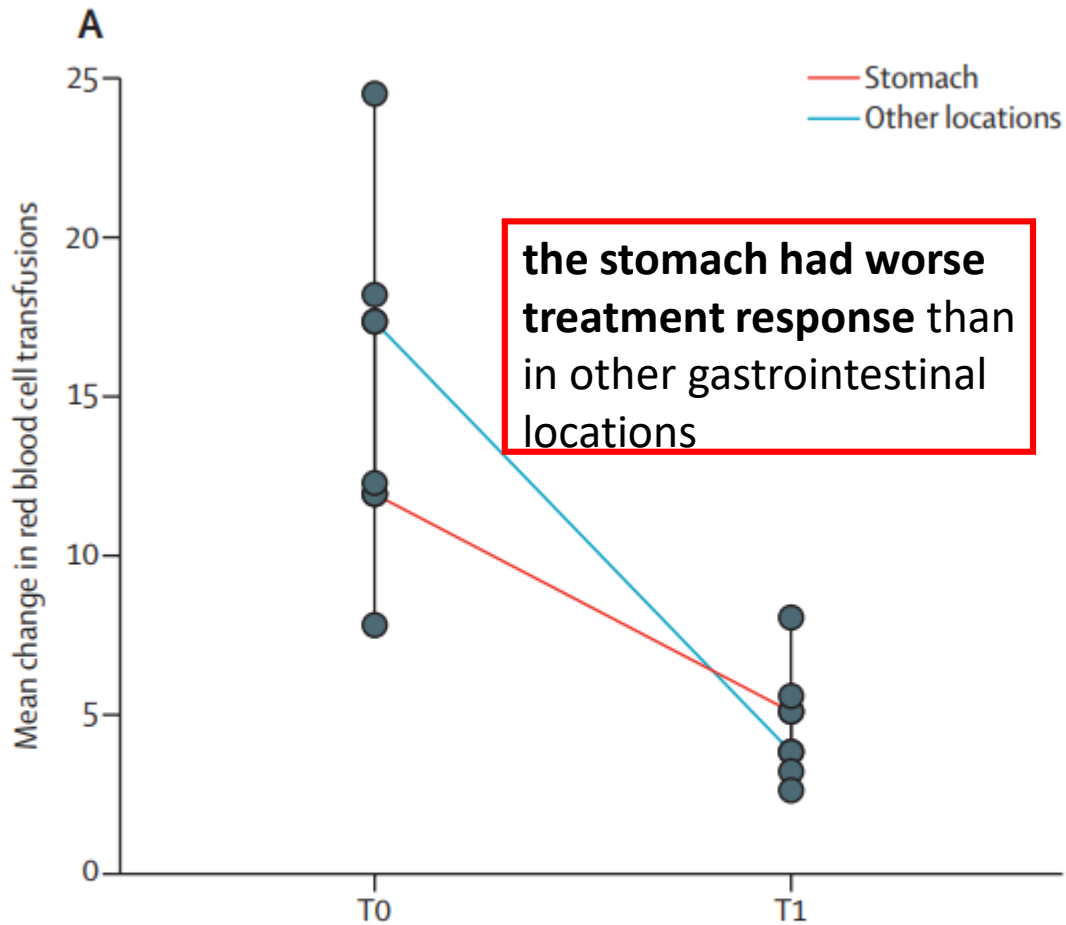 A
Stomach
Other locations
25
20
15
10
5
0
Mean change in red blood cell transfusions
the stomach had worse
treatment response than
in other gastrointestinal
locations
T0
T1